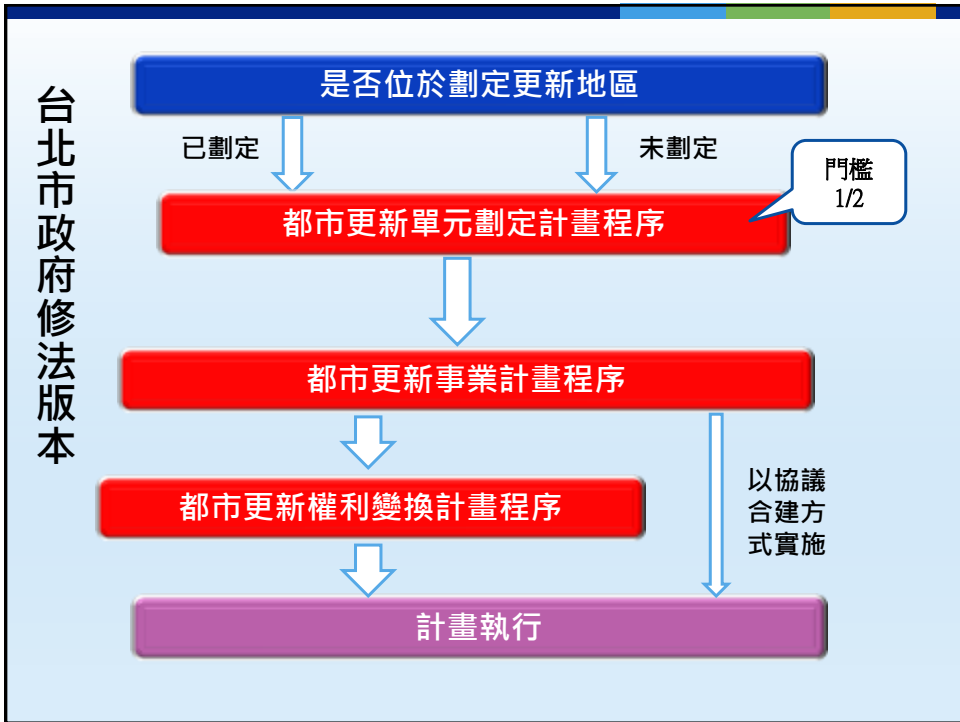 台北市政府修法版本
是否位於劃定更新地區
已劃定
未劃定
門檻
1/2
都市更新單元劃定計畫程序
都市更新事業計畫程序
都市更新權利變換計畫程序
以協議
合建方
式實施
計畫執行